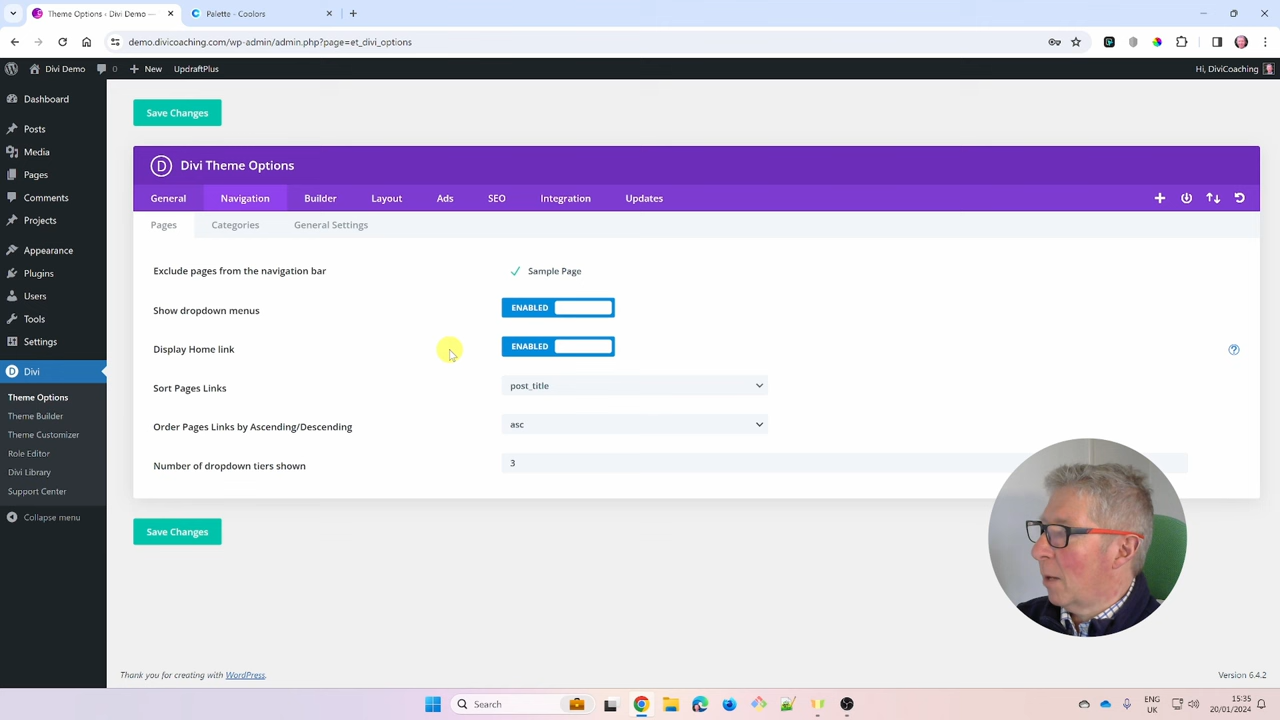 Theme Options ‹ Divi Demo —
Palette - Coolors
demo.divicoaching.com/wp-admin/admin.php?page=et_divi_options
Divi Demo
0
New
UpdraftPlus
Hi, DiviCoaching
Dashboard
Posts
Media
Pages
Comments
Projects
Appearance
Plugins
Users
Tools
Settings
Divi
Theme Options
Theme Builder
Theme Customizer
Role Editor
Divi Library
Support Center
Collapse menu
Save Changes
D Divi Theme Options
General Navigation Builder Layout Ads SEO Integration Updates
Pages Categories General Settings
Exclude pages from the navigation bar
Sample Page
Show dropdown menus
ENABLED
Display Home link
ENABLED
?
Sort Pages Links
post_title
Order Pages Links by Ascending/Descending
asc
Number of dropdown tiers shown
3
Save Changes
Thank you for creating with WordPress.
Version 6.4.2
Search
ENG
UK
15:35
20/01/2024